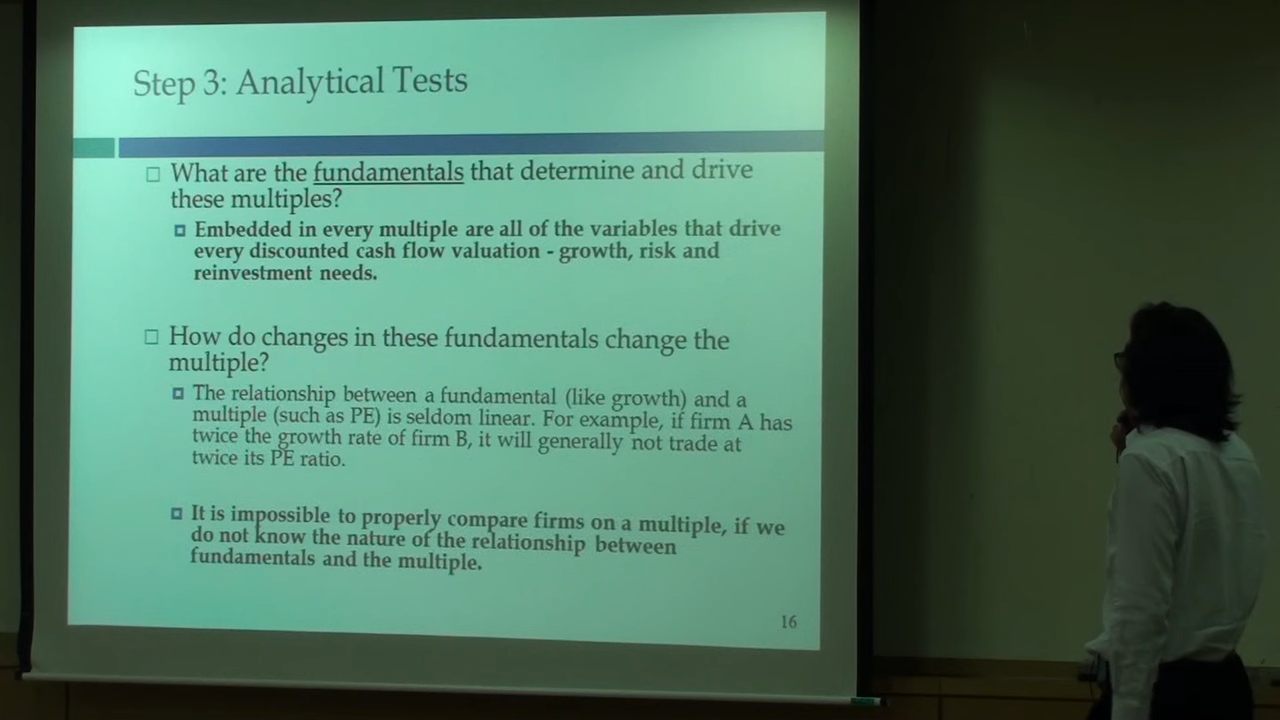 Step 3: Analytical Tests
What are the fundamentals that determine and drive
these multiples?
Embedded in every multiple are all of the variables that drive
every discounted cash flow valuation - growth, risk and
reinvestment needs.
How do changes in these fundamentals change the
multiple?
The relationship between a fundamental (like growth) and a
multiple (such as PE) is seldom linear. For example, if firm A has
twice the growth rate of firm B, it will generally not trade at
twice its PE ratio.
It is impossible to properly compare firms on a multiple, if we
do not know the nature of the relationship between
fundamentals and the multiple.
16